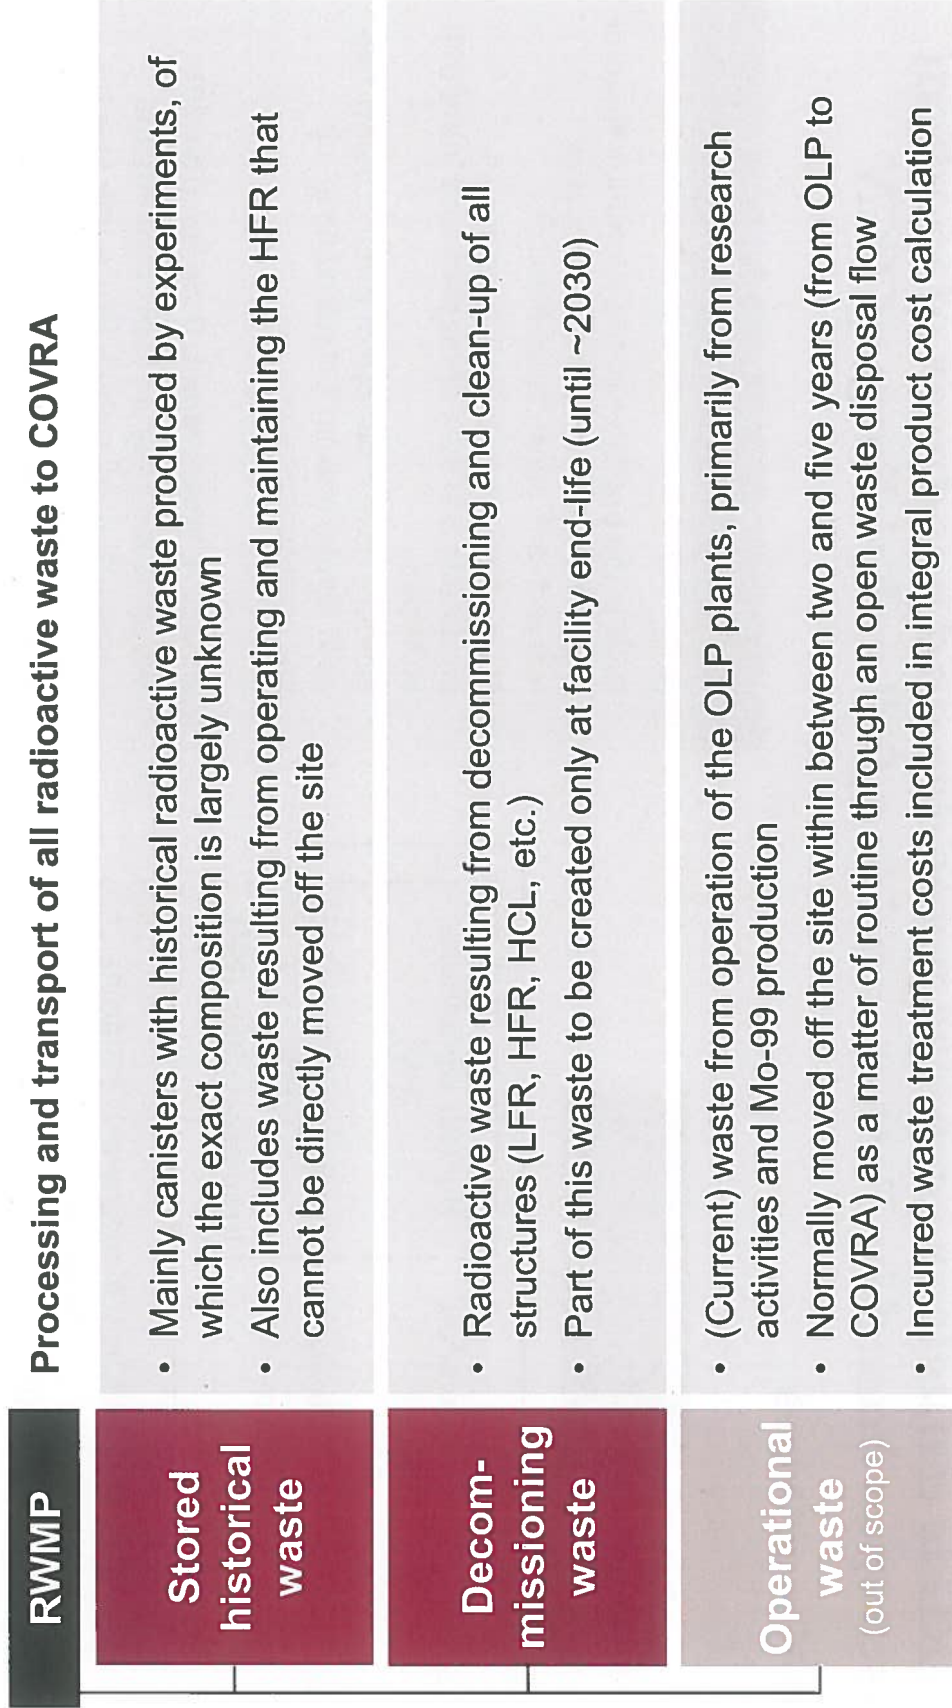 RWMP
Processing and transport of all radioactive waste to COVRA
Stored
historical
waste
• Mainly canisters with historical radioactive waste produced by experiments, of
which the exact composition is largely unknown
• Also includes waste resulting from operating and maintaining the HFR that
cannot be directly moved off the site
Decom-
missioning
waste
• Radioactive waste resulting from decommissioning and clean-up of all
structures (LFR, HFR, HCL, etc.)
• Part of this waste to be created only at facility end-life (until ~2030)
Operational
waste
(out of scope)
• (Current) waste from operation of the OLP plants, primarily from research
activities and Mo-99 production
• Normally moved off the site within between two and five years (from OLP to
COVRA) as a matter of routine through an open waste disposal flow
• Incurred waste treatment costs included in integral product cost calculation